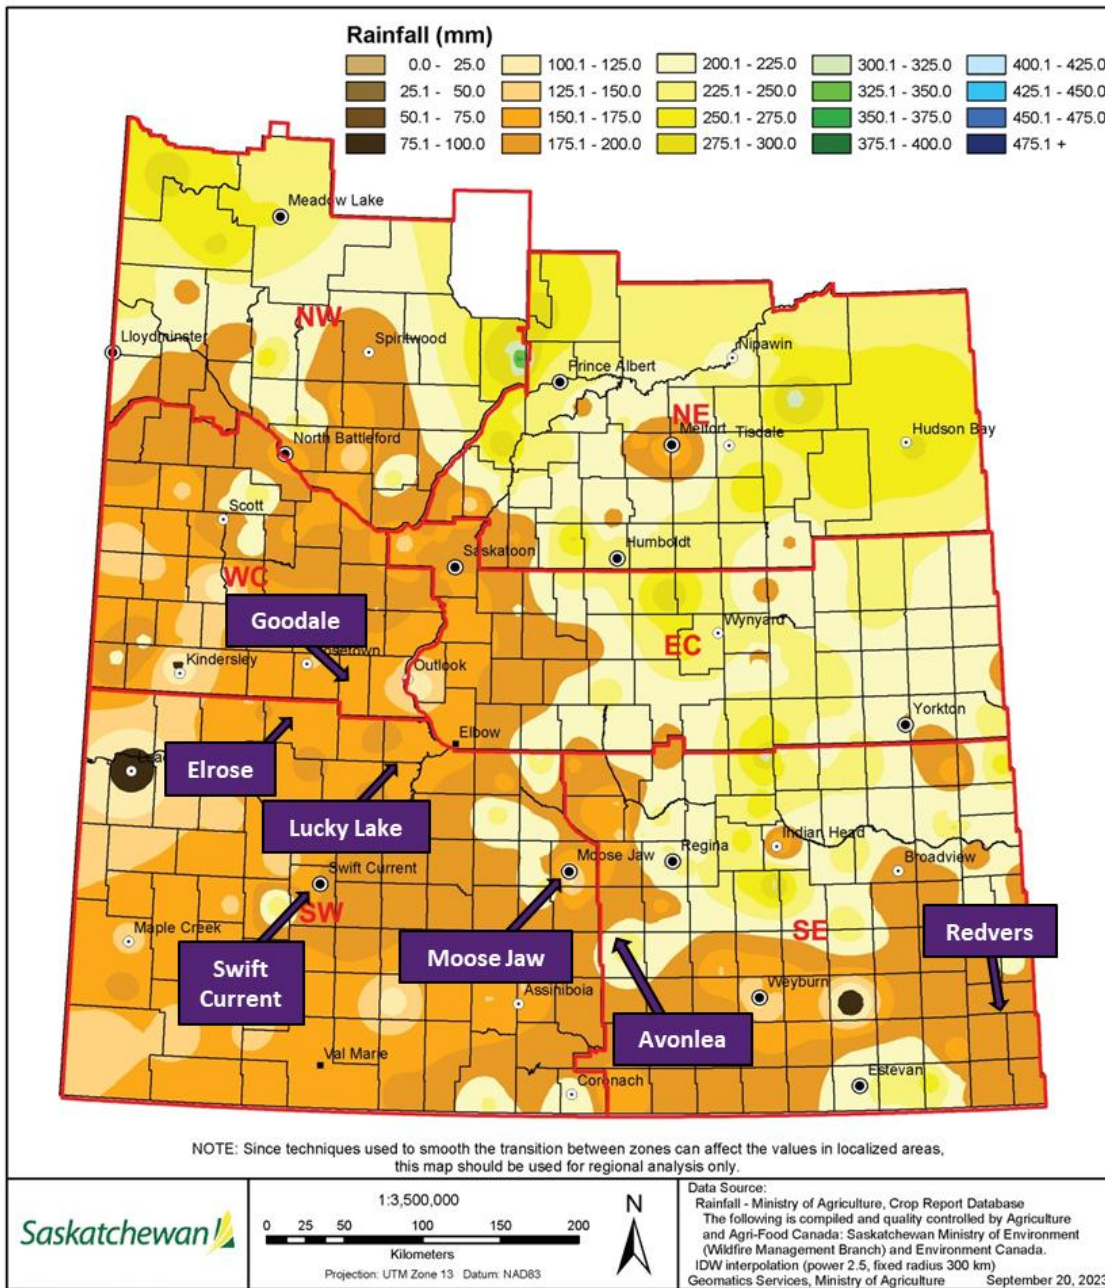 Rainfall (mm)
0.0 - 25.0
25.1 - 50.0
50.1 - 75.0
75.1 - 100.0
100.1 - 125.0
125.1 - 150.0
150.1 - 175.0
175.1 - 200.0
200.1 - 225.0
225.1 - 250.0
250.1 - 275.0
275.1 - 300.0
300.1 - 325.0
325.1 - 350.0
350.1 - 375.0
375.1 - 400.0
400.1 - 425.0
425.1 - 450.0
450.1 - 475.0
475.1 +
Meadow Lake
NW
Lloydminster
Spiritwood
Nipawin
Prince Albert
NE
North Battleford
Melfort
Tisdale
Hudson Bay
Scott
Saskatoon
Humboldt
WC
Goodale
Wynyard
EC
Kindersley
Outlook
Yorkton
Elbow
Elrose
Lucky Lake
Indian Head
Moose Jaw
Regina
Broadview
Swift Current
SW
Maple Creek
SE
Redvers
Moose Jaw
Swift
Current
Weyburn
Assiniboia
Avonlea
Val Marie
Estevan
Coronach
NOTE: Since techniques used to smooth the transition between zones can affect the values in localized areas,
this map should be used for regional analysis only.
Saskatchewan
1:3,500,000
0 25 50 100 150 200
Kilometers
Projection: UTM Zone 13 Datum: NAD83
N
Data Source:
Rainfall - Ministry of Agriculture, Crop Report Database
The following is compiled and quality controlled by Agriculture
and Agri-Food Canada: Saskatchewan Ministry of Environment
(Wildfire Management Branch) and Environment Canada.
IDW interpolation (power 2.5, fixed radius 300 km)
Geomatics Services, Ministry of Agriculture September 20, 2023